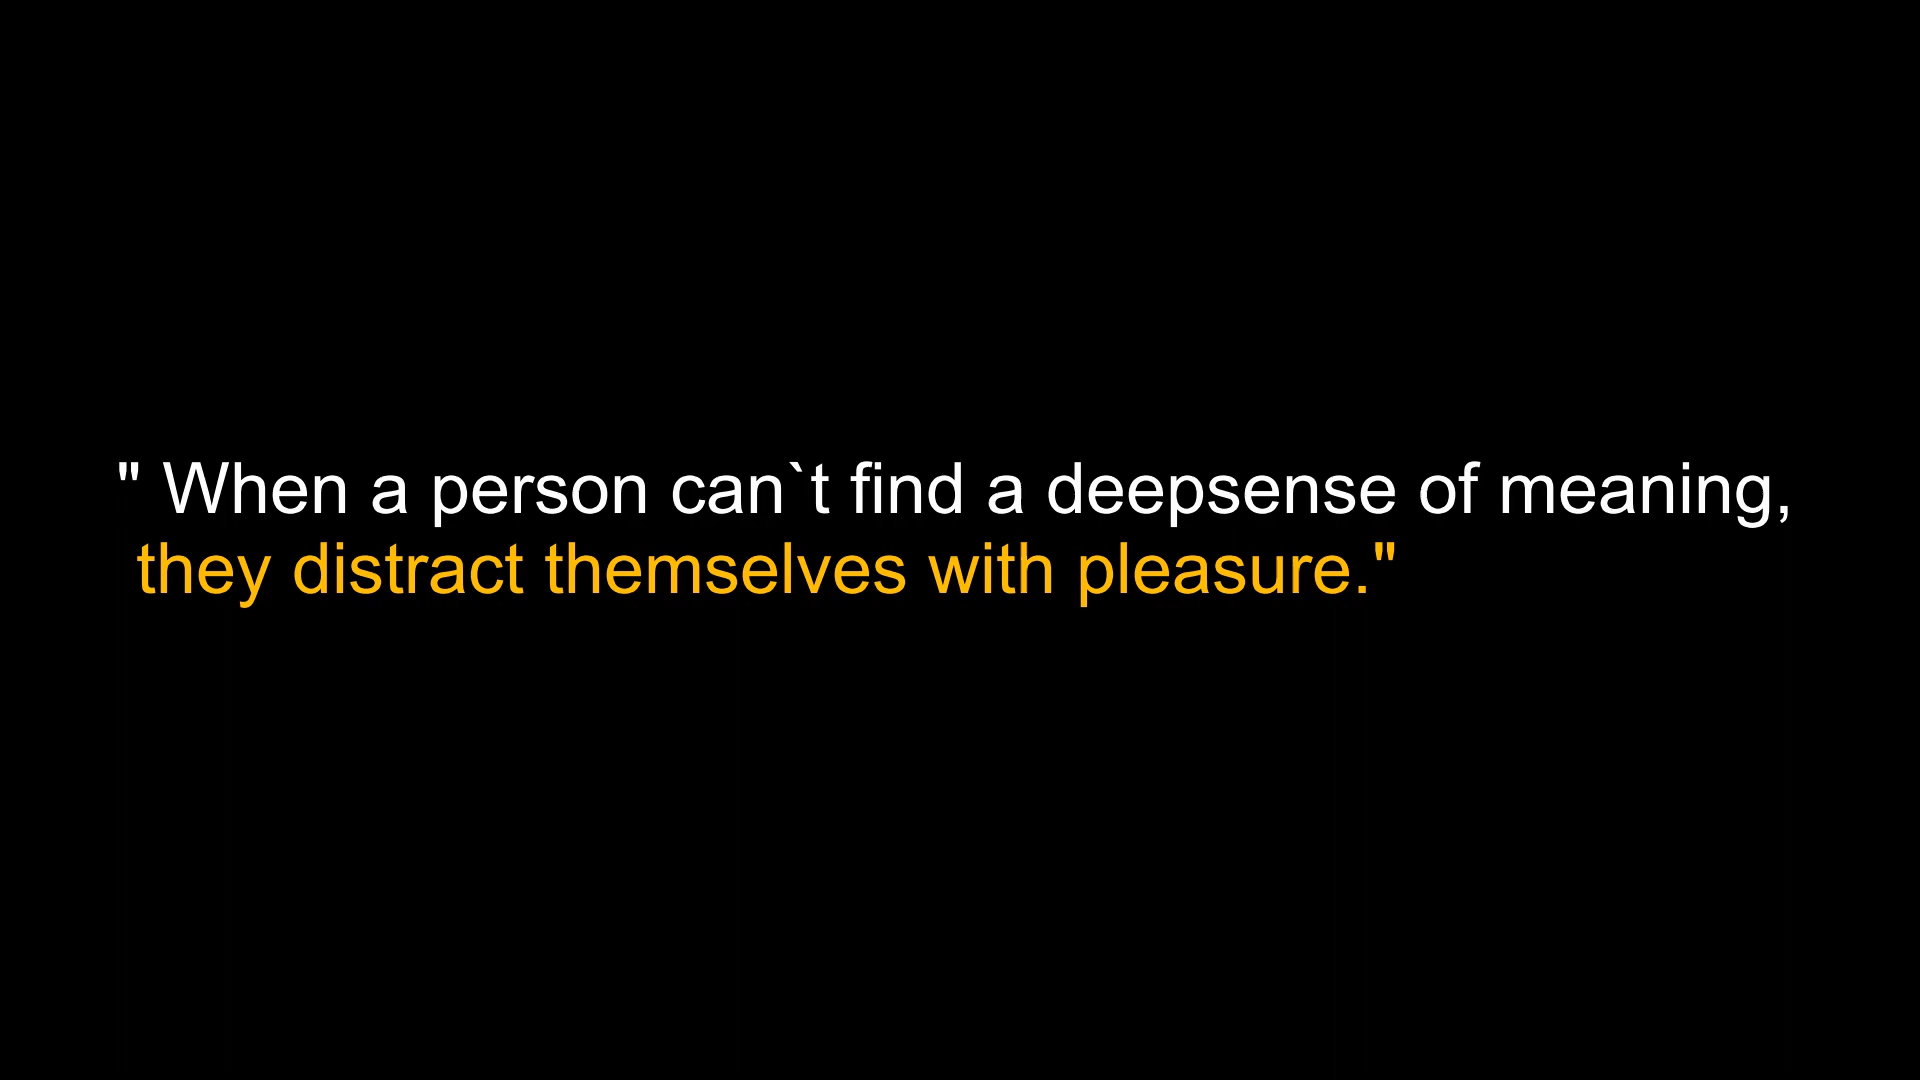 " When a person can`t find a deepsense of meaning,
they distract themselves with pleasure."